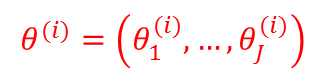 θ^{(i)} = (θ_1^{(i)}, …, θ_J^{(i)})